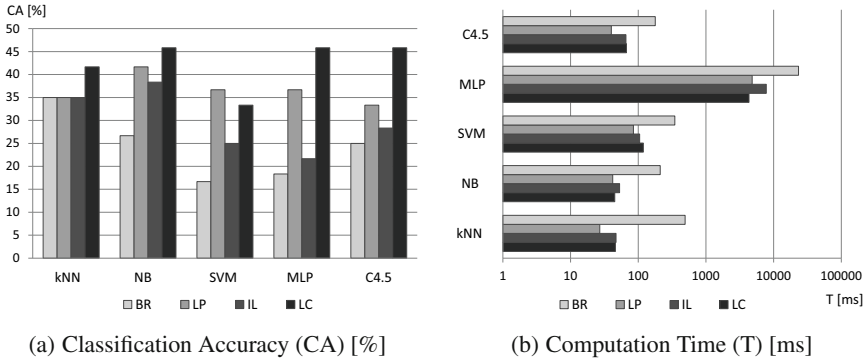 CA [%]
50
45
40
35
30
25
20
15
10
5
0
kNN NB SVM MLP C4.5
BR LP IL LC
(a) Classification Accuracy (CA) [%]
C4.5
MLP
SVM
NB
kNN
1 10 100 1000 10000 100000
T [ms]
BR LP IL LC
(b) Computation Time (T) [ms]